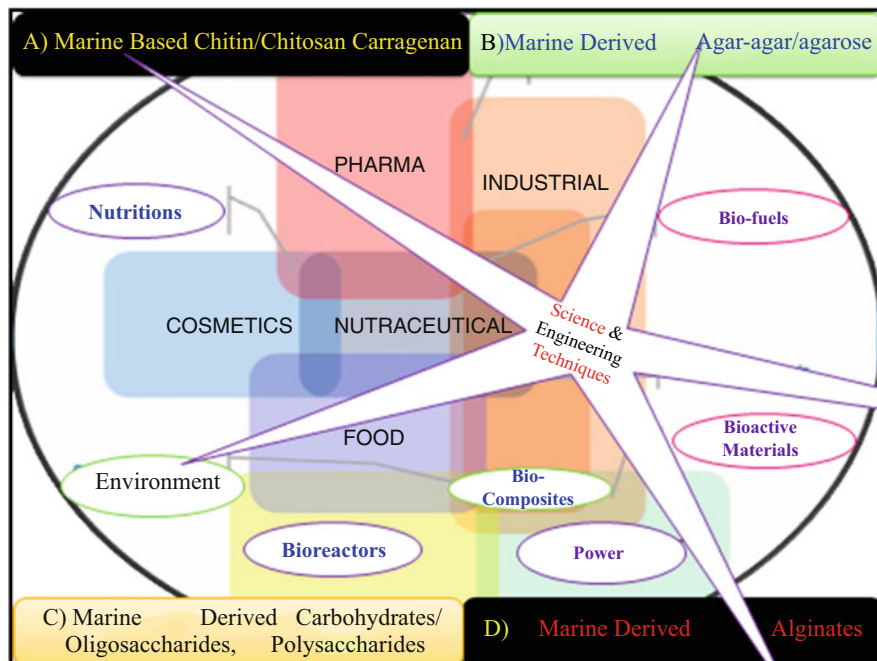 A) Marine Based Chitin/Chitosan Carragenan
B)Marine Derived Agar-agar/agarose
PHARMA
INDUSTRIAL
Nutritions
Bio-fuels
COSMETICS
NUTRACEUTICAL
Science &
Engineering
Techniques
FOOD
Bioactive
Materials
Environment
Bio-
Composites
Bioreactors
Power
C) Marine Derived Carbohydrates/
Oligosaccharides, Polysaccharides
D) Marine Derived Alginates